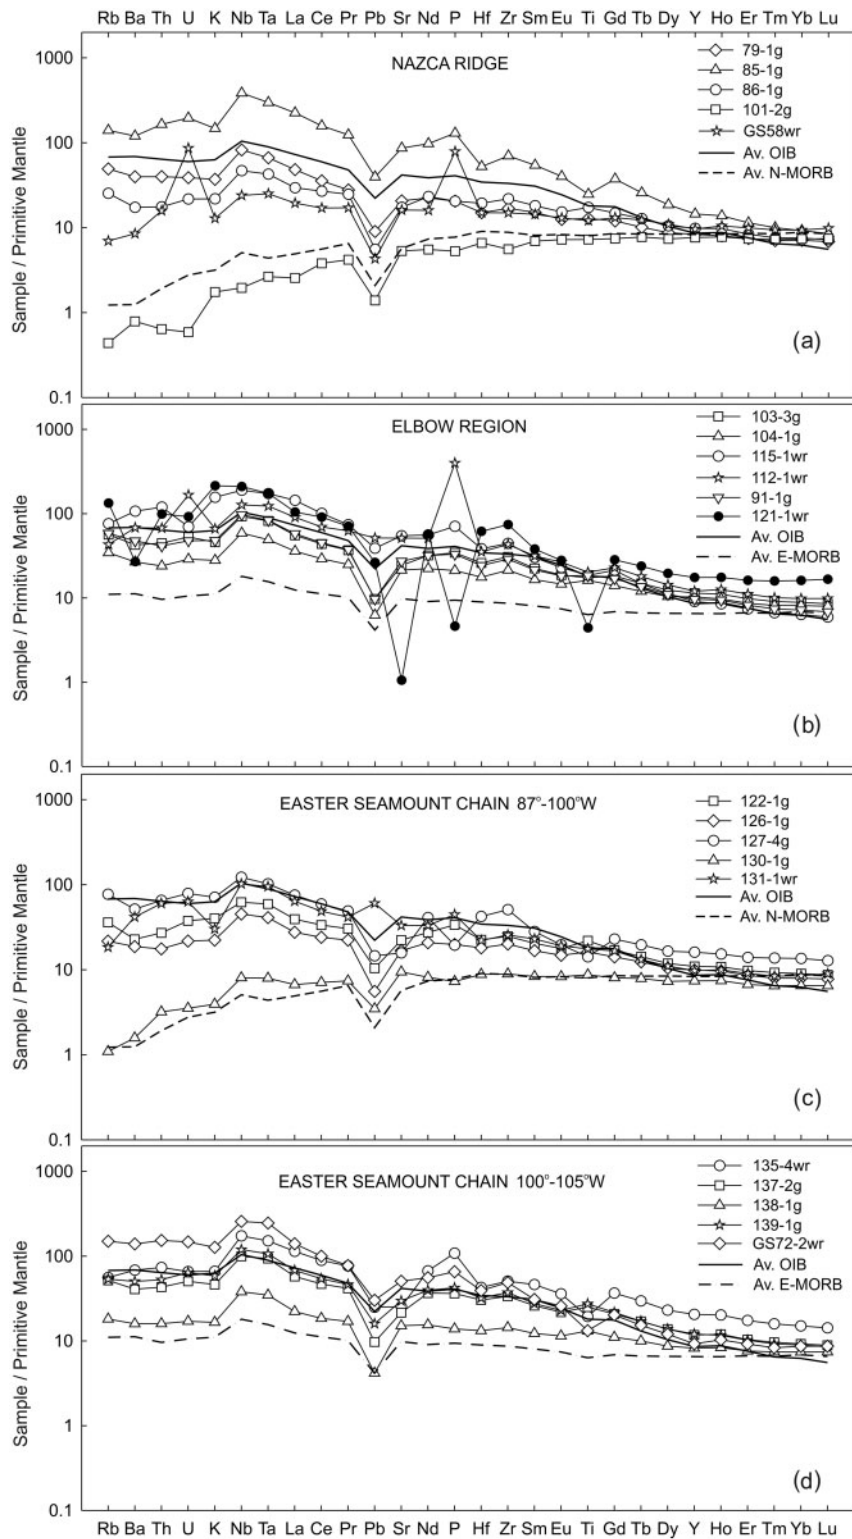 Rb Ba Th U K Nb Ta La Ce Pr Pb Sr Nd P Hf Zr Sm Eu Ti Gd Tb Dy Y Ho Er Tm Yb Lu
NAZCA RIDGE
79-1g
85-1g
86-1g
101-2g
GS58wr
Av. OIB
Av. N-MORB
1000
100
10
1
0.1
Sample / Primitive Mantle
(a)
ELBOW REGION
103-3g
104-1g
115-1wr
112-1wr
91-1g
121-1wr
Av. OIB
Av. E-MORB
1000
100
10
1
0.1
Sample / Primitive Mantle
(b)
EASTER SEAMOUNT CHAIN 87°-100°W
122-1g
126-1g
127-4g
130-1g
131-1wr
Av. OIB
Av. N-MORB
1000
100
10
1
0.1
Sample / Primitive Mantle
(c)
EASTER SEAMOUNT CHAIN 100°-105°W
135-4wr
137-2g
138-1g
139-1g
GS72-2wr
Av. OIB
Av. E-MORB
1000
100
10
1
0.1
Sample / Primitive Mantle
(d)
Rb Ba Th U K Nb Ta La Ce Pr Pb Sr Nd P Hf Zr Sm Eu Ti Gd Tb Dy Y Ho Er Tm Yb Lu